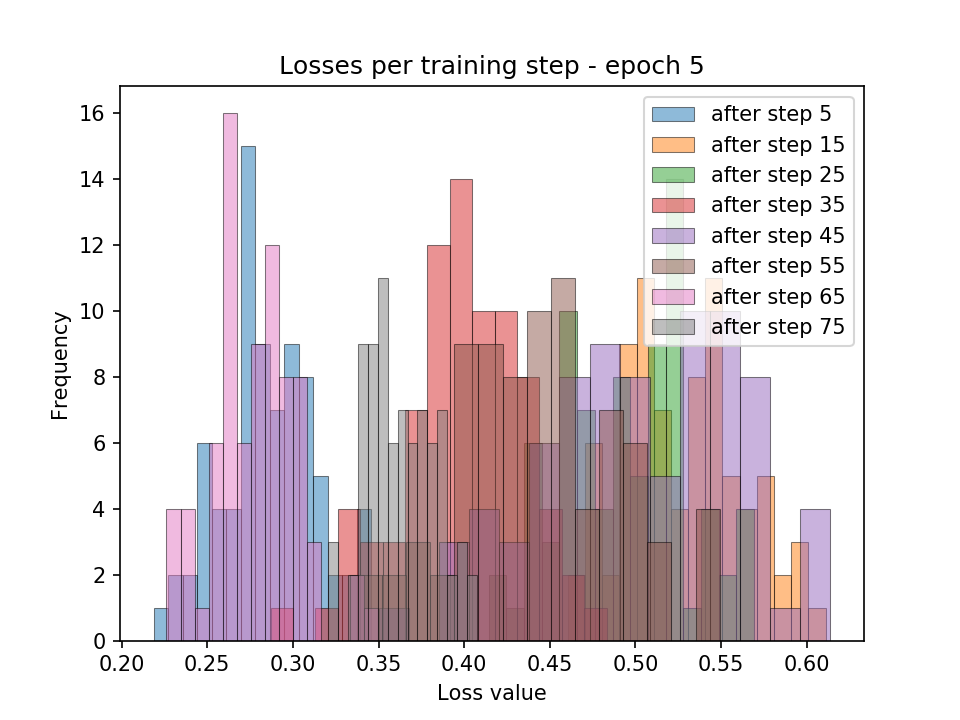 Losses per training step - epoch 5
Frequency
16
14
12
10
8
6
4
2
0
after step 5
after step 15
after step 25
after step 35
after step 45
after step 55
after step 65
after step 75
0.20 0.25 0.30 0.35 0.40 0.45 0.50 0.55 0.60
Loss value